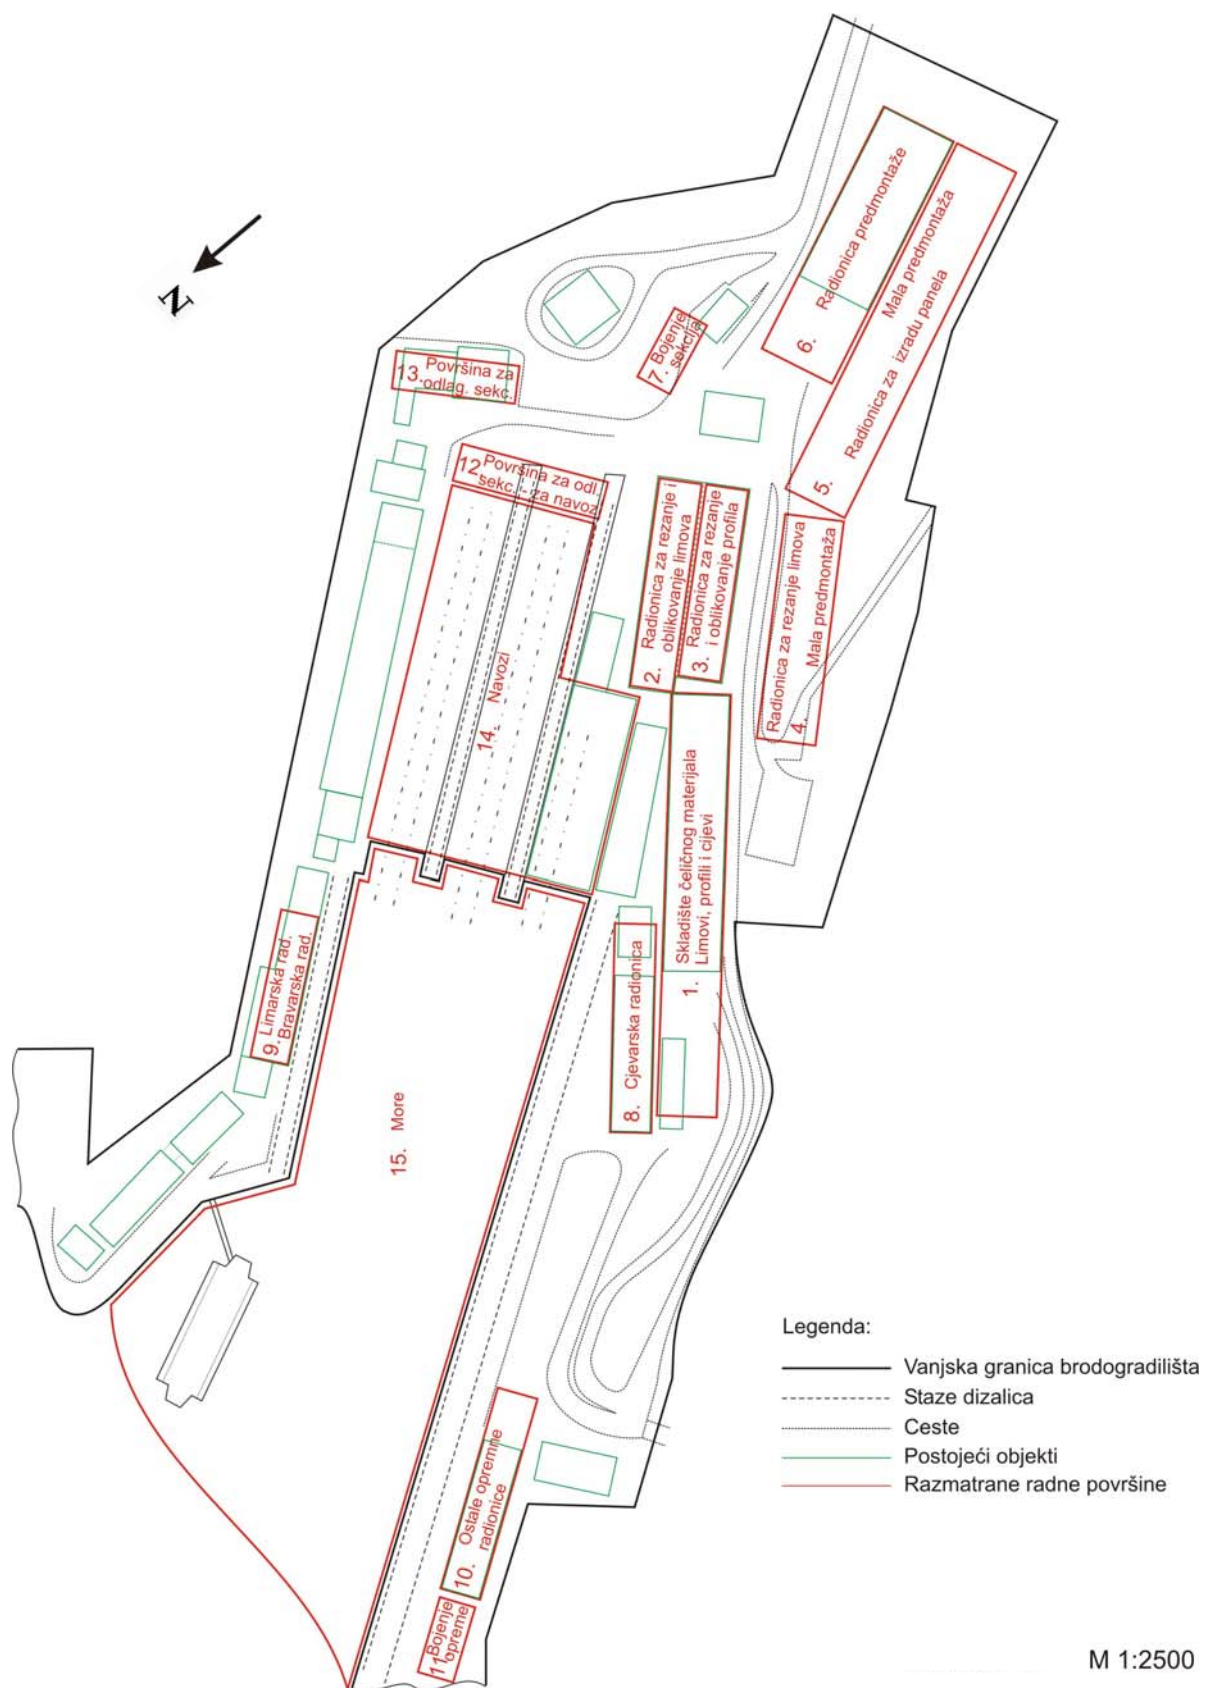 N
6. Radionica predmontaže
Mala predmontaža
5. Radionica za izradu panela
7. Bojenje
sekcija
13. Površina za
odlag. sekc.
12. Površina za odl.
sekc. - za navoz
2. Radionica za rezanje i
oblikovanje limova
3. Radionica za rezanje
i oblikovanje profila
4. Radionica za rezanje limova
Mala predmontaža
14. Navozi
1. Skladište čeličnog materijala
Limovi, profili i cijevi
8. Cjevarska radionica
9. Limarska rad.
Bravarska rad.
15. More
10. Ostale opremne
radionice
11 Bojenje
opreme
Legenda:
Vanjska granica brodogradilišta
Staze dizalica
Ceste
Postojeći objekti
Razmatrane radne površine
M 1:2500